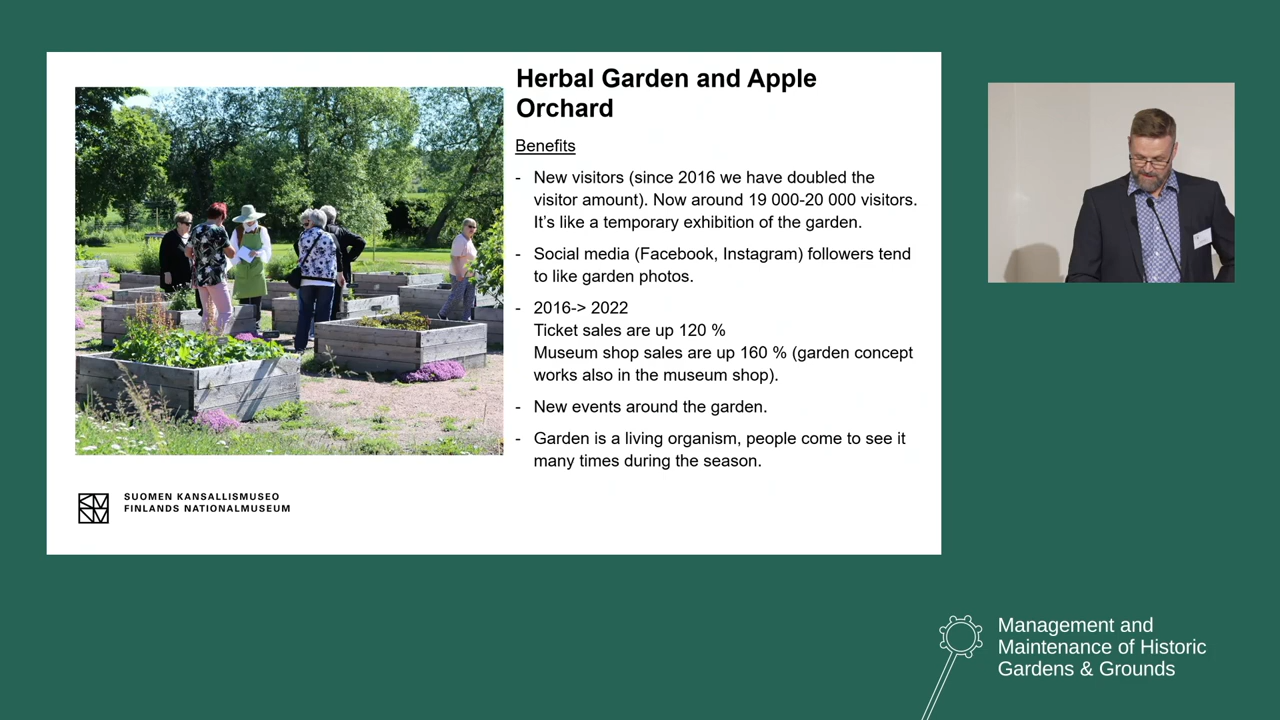 Herbal Garden and Apple
Orchard
Benefits
- New visitors (since 2016 we have doubled the
visitor amount). Now around 19 000-20 000 visitors.
It’s like a temporary exhibition of the garden.
- Social media (Facebook, Instagram) followers tend
to like garden photos.
- 2016-> 2022
Ticket sales are up 120 %
Museum shop sales are up 160 % (garden concept
works also in the museum shop).
- New events around the garden.
- Garden is a living organism, people come to see it
many times during the season.
SUOMEN KANSALLISMUSEO
FINLANDS NATIONALMUSEUM
Management and
Maintenance of Historic
Gardens & Grounds